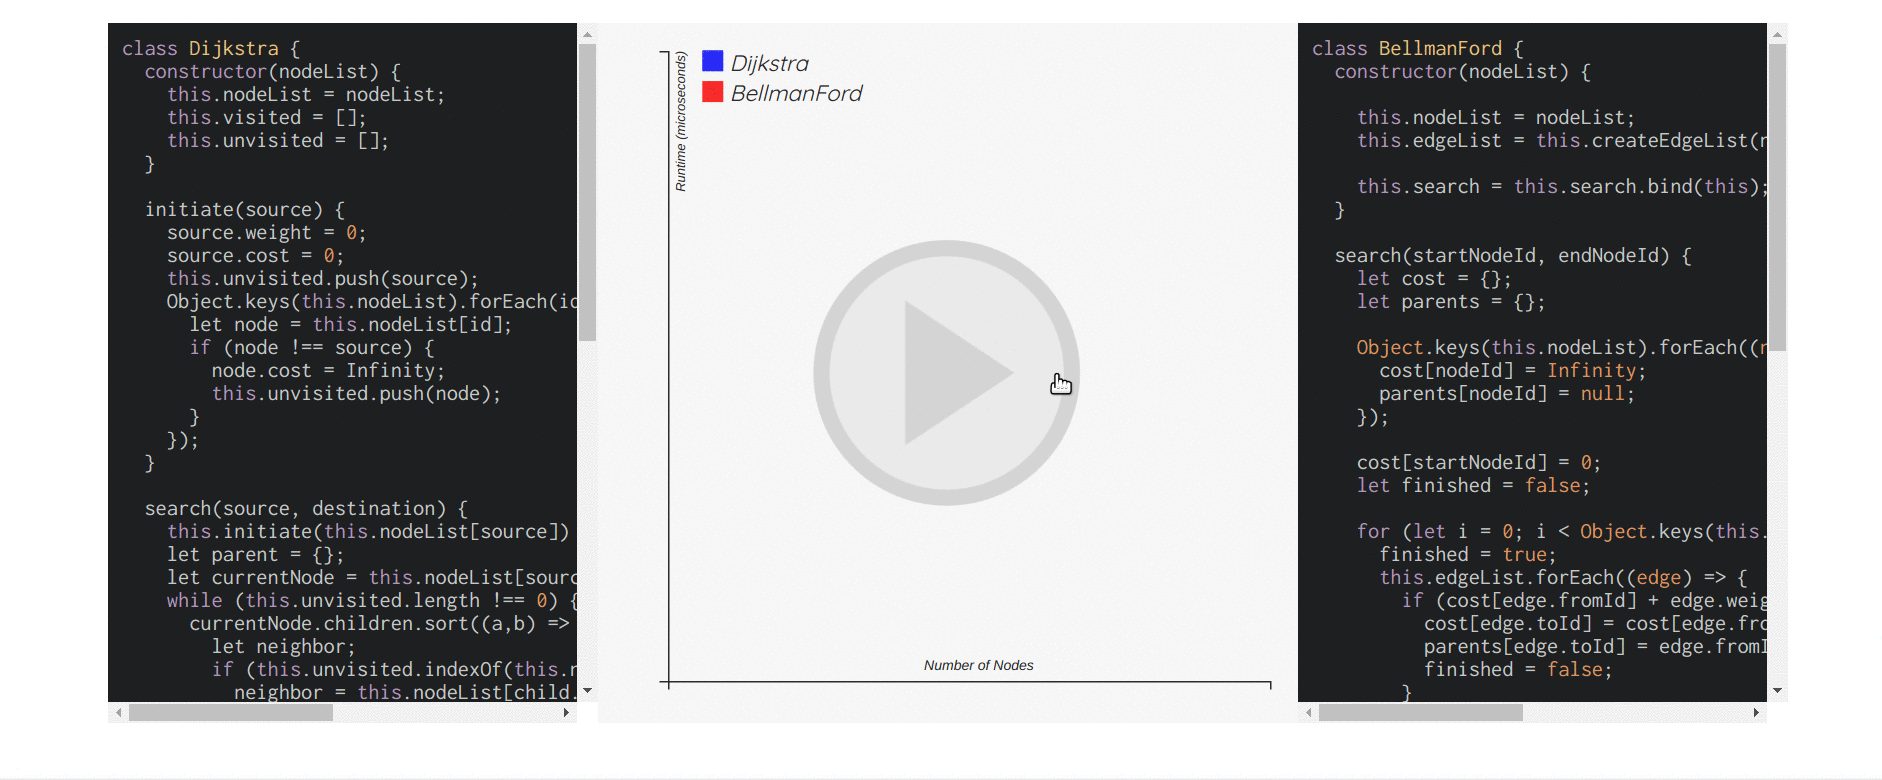 class Dijkstra {
constructor(nodeList) {
this.nodeList = nodeList;
this.visited = [];
this.unvisited = [];
}
initiate(source) {
source.weight = 0;
source.cost = 0;
this.unvisited.push(source);
Object.keys(this.nodeList).forEach(id
let node = this.nodeList[id];
if (node !== source) {
node.cost = Infinity;
this.unvisited.push(node);
}
});
}
search(source, destination) {
this.initiate(this.nodeList[source])
let parent = {};
let currentNode = this.nodeList[sourc
while (this.unvisited.length !== 0) {
currentNode.children.sort((a,b) =>
let neighbor;
if (this.unvisited.indexOf(this.n
neighbor = this.nodeList[child.
Runtime (microseconds)
Dijkstra
BellmanFord
Number of Nodes
class BellmanFord {
constructor(nodeList) {
this.nodeList = nodeList;
this.edgeList = this.createEdgeList(n
this.search = this.search.bind(this);
}
search(startNodeId, endNodeId) {
let cost = {};
let parents = {};
Object.keys(this.nodeList).forEach((n
cost[nodeId] = Infinity;
parents[nodeId] = null;
});
cost[startNodeId] = 0;
let finished = false;
for (let i = 0; i < Object.keys(this.
finished = true;
this.edgeList.forEach((edge) => {
if (cost[edge.fromId] + edge.weig
cost[edge.toId] = cost[edge.fro
parents[edge.toId] = edge.fromI
finished = false;
}